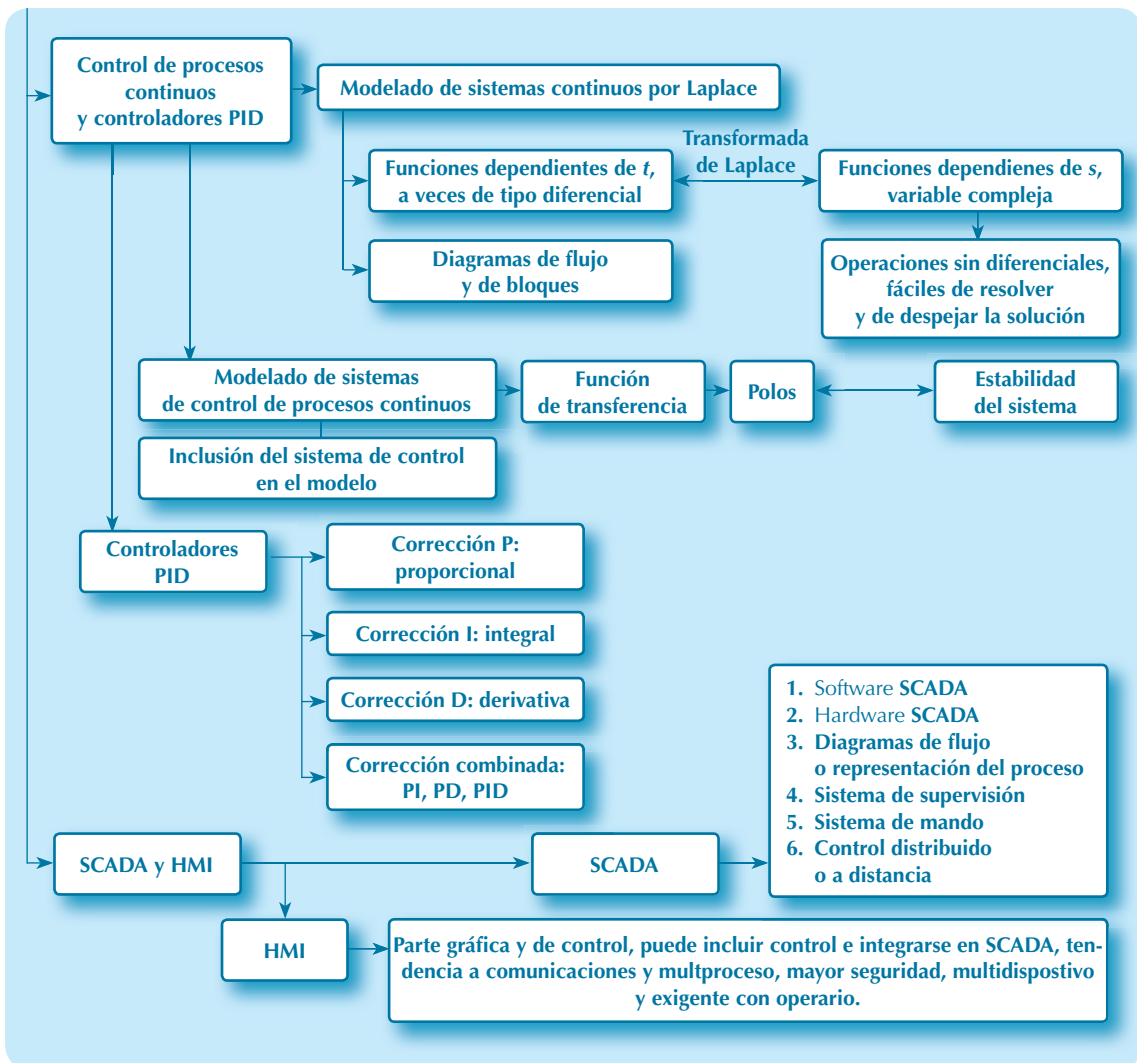 Control de procesos
continuos
y controladores PID
Modelado de sistemas continuos por Laplace
Transformada
de Laplace
Funciones dependientes de t,
a veces de tipo diferencial
Funciones dependienes de s,
variable compleja
Diagramas de flujo
y de bloques
Operaciones sin diferenciales,
fáciles de resolver
y de despejar la solución
Modelado de sistemas
de control de procesos continuos
Función
de transferencia
Polos
Estabilidad
del sistema
Inclusión del sistema de control
en el modelo
Controladores
PID
Corrección P:
proporcional
Corrección I: integral
Corrección D: derivativa
Corrección combinada:
PI, PD, PID
SCADA y HMI
SCADA
1. Software SCADA
2. Hardware SCADA
3. Diagramas de flujo
o representación del proceso
4. Sistema de supervisión
5. Sistema de mando
6. Control distribuido
o a distancia
HMI
Parte gráfica y de control, puede incluir control e integrarse en SCADA, ten-
dencia a comunicaciones y multproceso, mayor seguridad, multidispostivo
y exigente con operario.